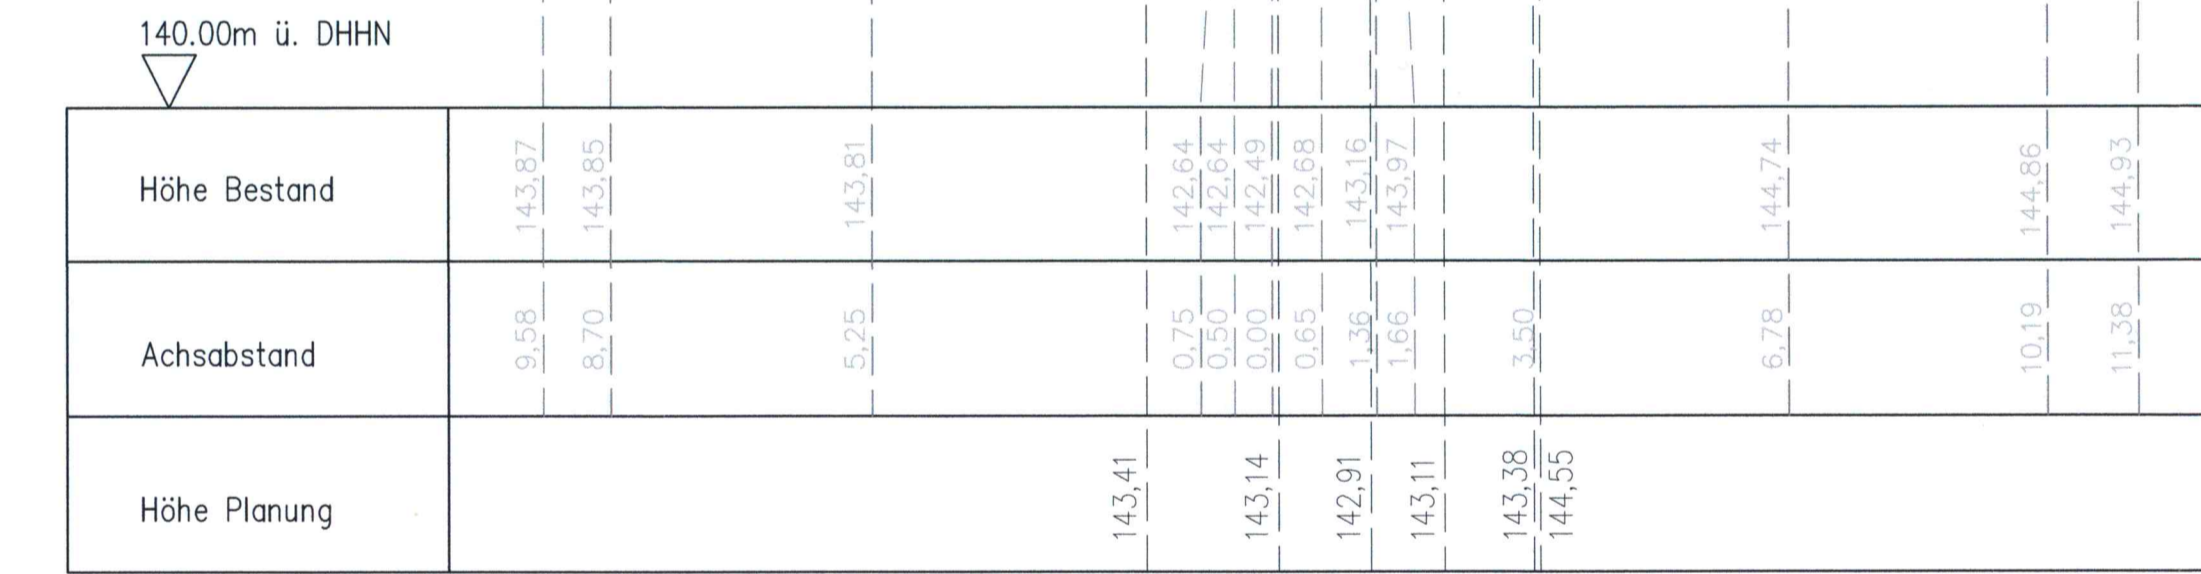 140.00m ü. DHHN
Höhe Bestand 143,87 143,85 143,81 142,64 142,64 142,49 142,68 143,16 143,97 144,74 144,86 144,93
Achsabstand 9,58 8,70 5,25 0,75 0,50 0,00 0,65 1,36 1,66 3,50 6,78 10,19 11,38
Höhe Planung 143,41 143,14 142,91 143,11 143,38 144,55